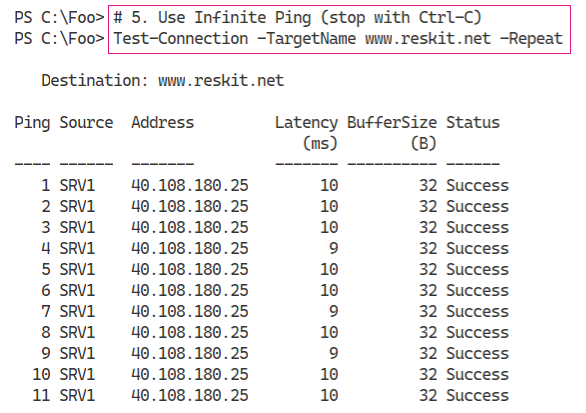 PS C:\Foo> # 5. Use Infinite Ping (stop with Ctrl-C)
PS C:\Foo> Test-Connection -TargetName www.reskit.net -Repeat
Destination: www.reskit.net
Ping Source  Address         Latency BufferSize Status
                                (ms)        (B)
---- ------  -------         ------- ---------- ------
   1 SRV1    40.108.180.25        10         32 Success
   2 SRV1    40.108.180.25        10         32 Success
   3 SRV1    40.108.180.25        10         32 Success
   4 SRV1    40.108.180.25         9         32 Success
   5 SRV1    40.108.180.25        10         32 Success
   6 SRV1    40.108.180.25        10         32 Success
   7 SRV1    40.108.180.25         9         32 Success
   8 SRV1    40.108.180.25        10         32 Success
   9 SRV1    40.108.180.25         9         32 Success
  10 SRV1    40.108.180.25        10         32 Success
  11 SRV1    40.108.180.25        10         32 Success